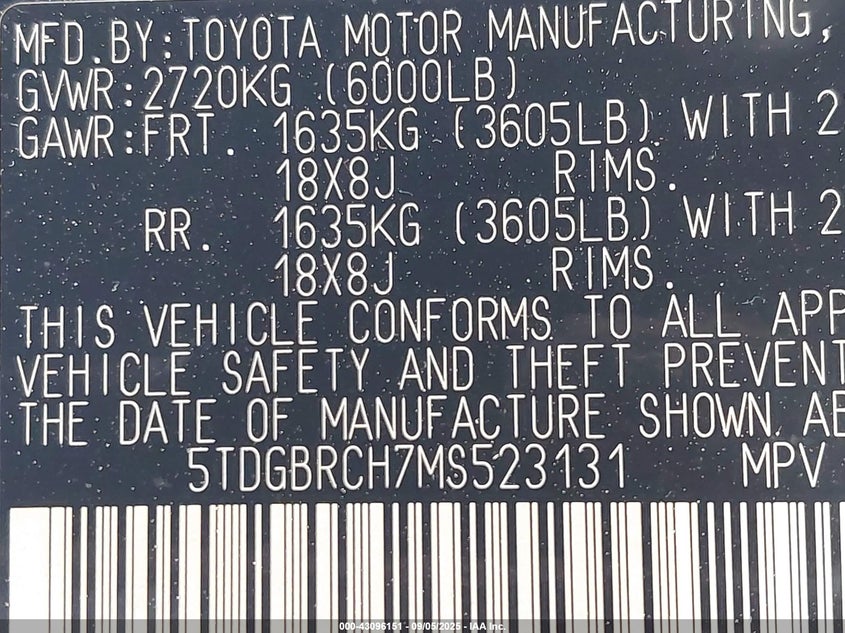 MFD.BY:TOYOTA MOTOR MANUFACTURING,
GVWR:2720KG (6000LB)
GAWR:FRT. 1635KG (3605LB) WITH 2
18X8J RIMS.
RR. 1635KG (3605LB) WITH 2
18X8J RIMS.
THIS VEHICLE CONFORMS TO ALL APP
VEHICLE SAFETY AND THEFT PREVENT
THE DATE OF MANUFACTURE SHOWN AB
5TDGBRCH7MS523131 MPV
000-43096151 - 09/05/2025 - IAA Inc.